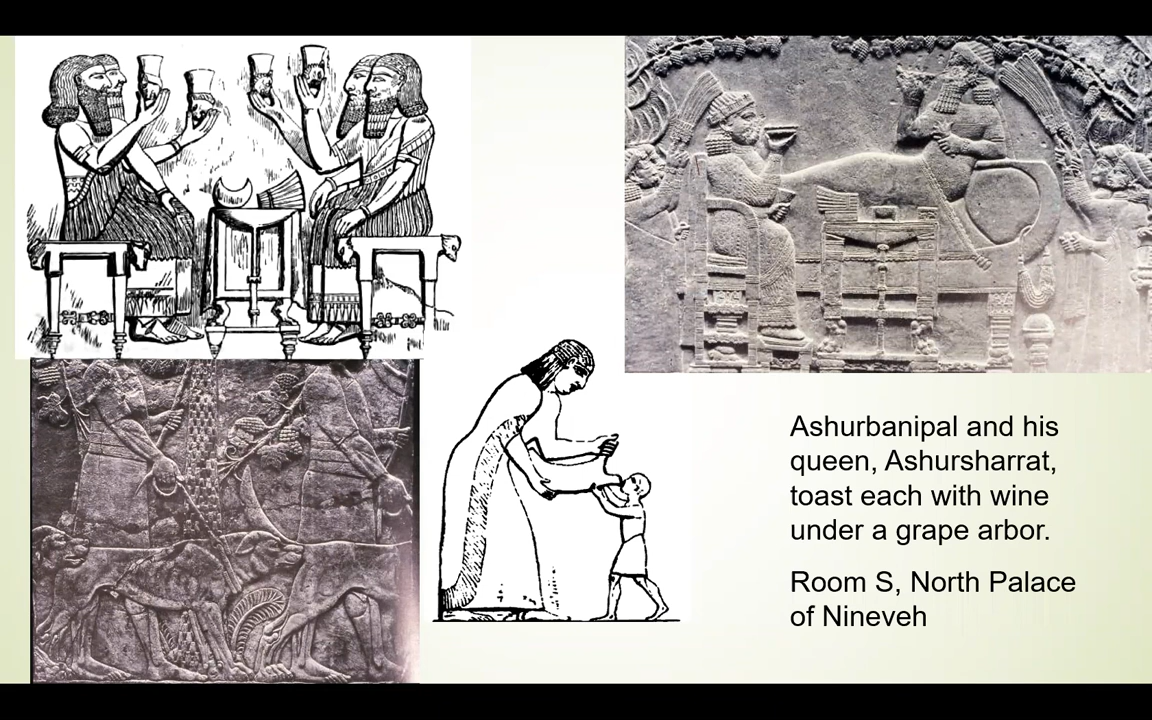 Ashurbanipal and his
queen, Ashursharrat,
toast each with wine
under a grape arbor.
Room S, North Palace
of Nineveh